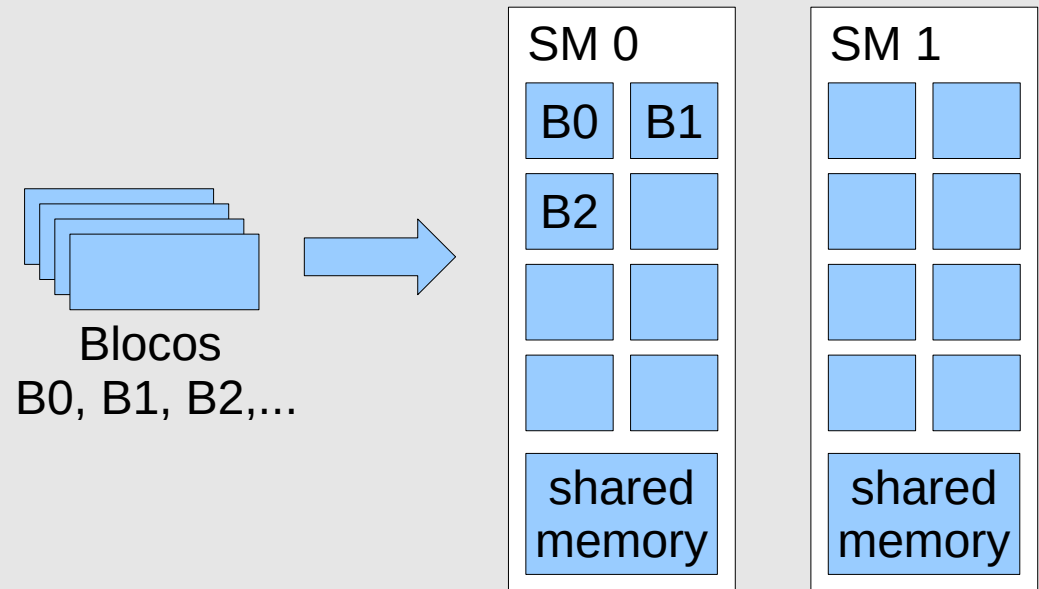 SM 0
SM 1
B0
B1
B2
Blocos
B0, B1, B2,...
shared
memory
shared
memory